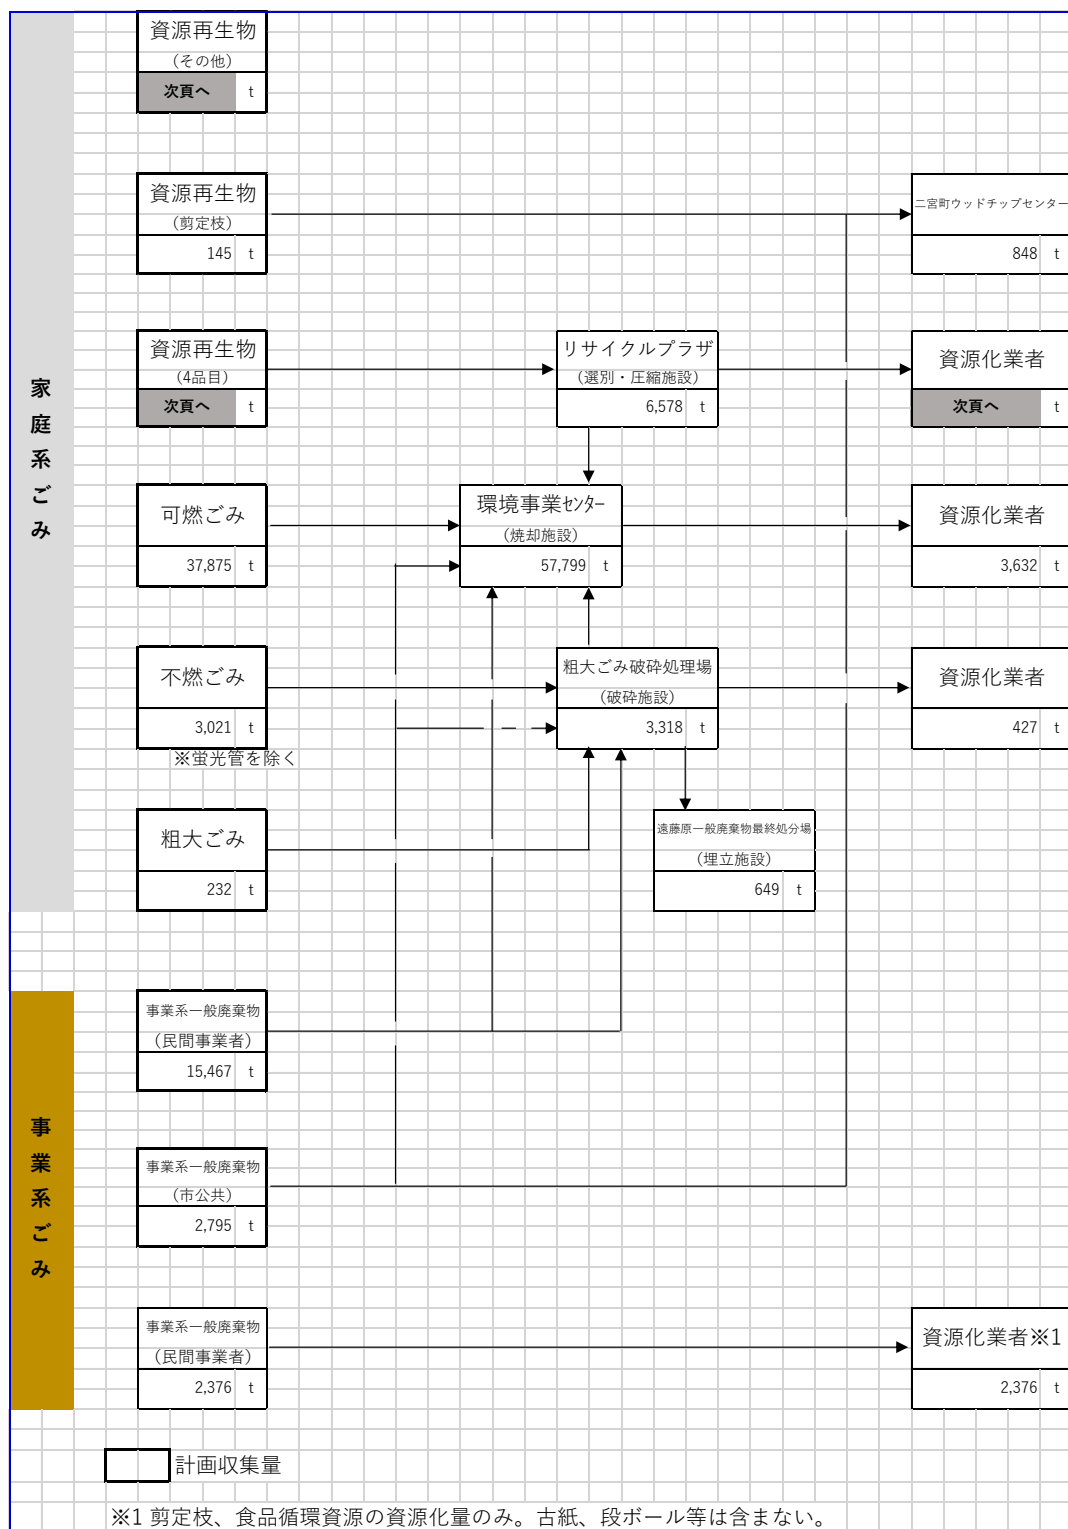 資源再生物
（その他）
次頁へ t
資源再生物
（剪定枝）
145 t
二宮町ウッドチップセンター
848 t
資源再生物
（4品目）
次頁へ t
リサイクルプラザ
（選別・圧縮施設）
6,578 t
資源化業者
次頁へ t
家庭系ごみ
可燃ごみ
37,875 t
環境事業ｾﾝﾀｰ
（焼却施設）
57,799 t
資源化業者
3,632 t
不燃ごみ
3,021 t
※蛍光管を除く
粗大ごみ破砕処理場
（破砕施設）
3,318 t
資源化業者
427 t
粗大ごみ
232 t
遠藤原一般廃棄物最終処分場
（埋立施設）
649 t
事業系ごみ
事業系一般廃棄物
（民間事業者）
15,467 t
事業系一般廃棄物
（市公共）
2,795 t
事業系一般廃棄物
（民間事業者）
2,376 t
資源化業者※1
2,376 t
計画収集量
※1 剪定枝、食品循環資源の資源化量のみ。古紙、段ボール等は含まない。